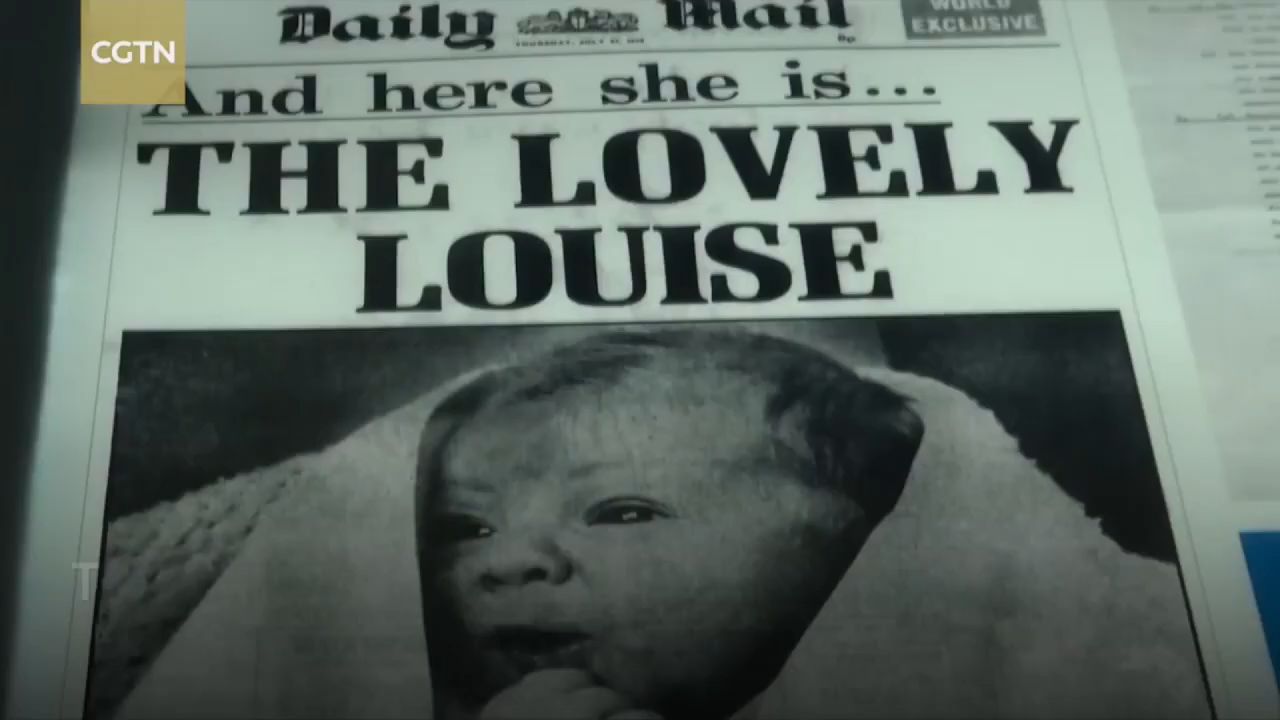 CGTN
Daily Mail
WORLD
EXCLUSIVE
And here she is...
THE LOVELY
LOUISE
T